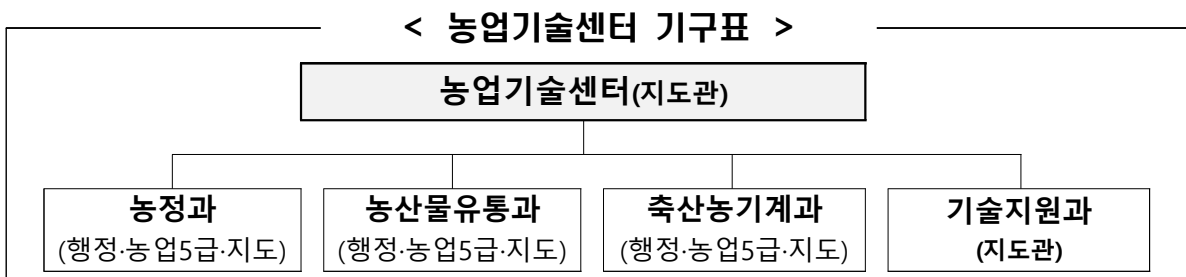 < 농업기술센터 기구표 >
농업기술센터(지도관)
농정과 농산물유통과 축산농기계과 기술지원과
(행정·농업5급·지도) (행정·농업5급·지도) (행정·농업5급·지도) (지도관)